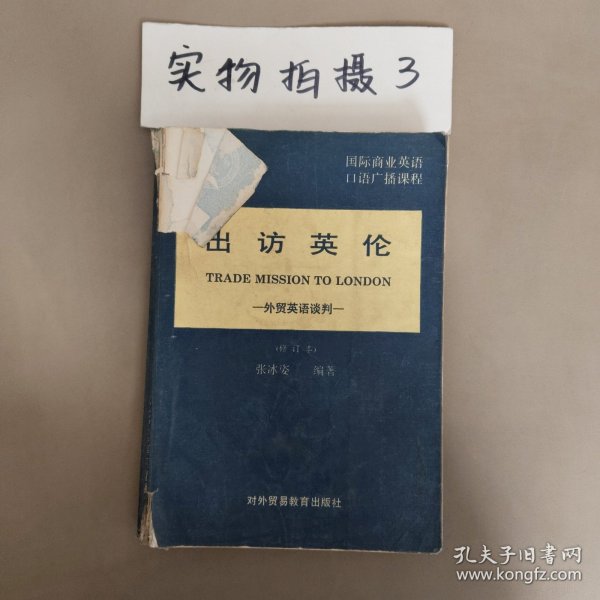 实物拍摄3
国际商业英语
口语广播课程
出访英伦
TRADE MISSION TO LONDON
—外贸英语谈判—
(修订本)
张冰姿 编著
对外贸易教育出版社
孔夫子旧书网
www.kongfz.com